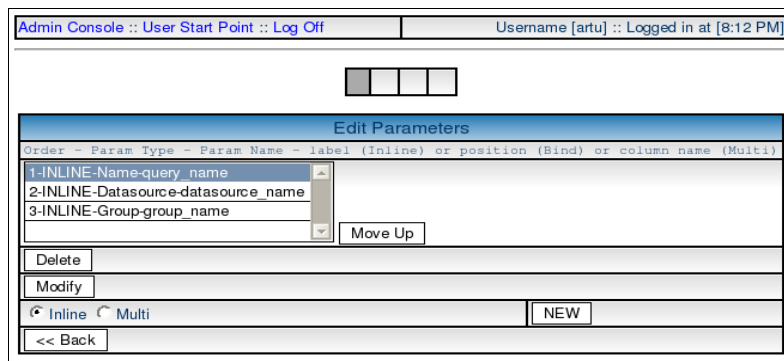 Admin Console :: User Start Point :: Log Off
Username [artu] :: Logged in at [8:12 PM]
Edit Parameters
Order - Param Type - Param Name - label (Inline) or position (Bind) or column name (Multi)
1-INLINE-Name-query_name
2-INLINE-Datasource-datasource_name
3-INLINE-Group-group_name
Move Up
Delete
Modify
Inline Multi
NEW
<< Back